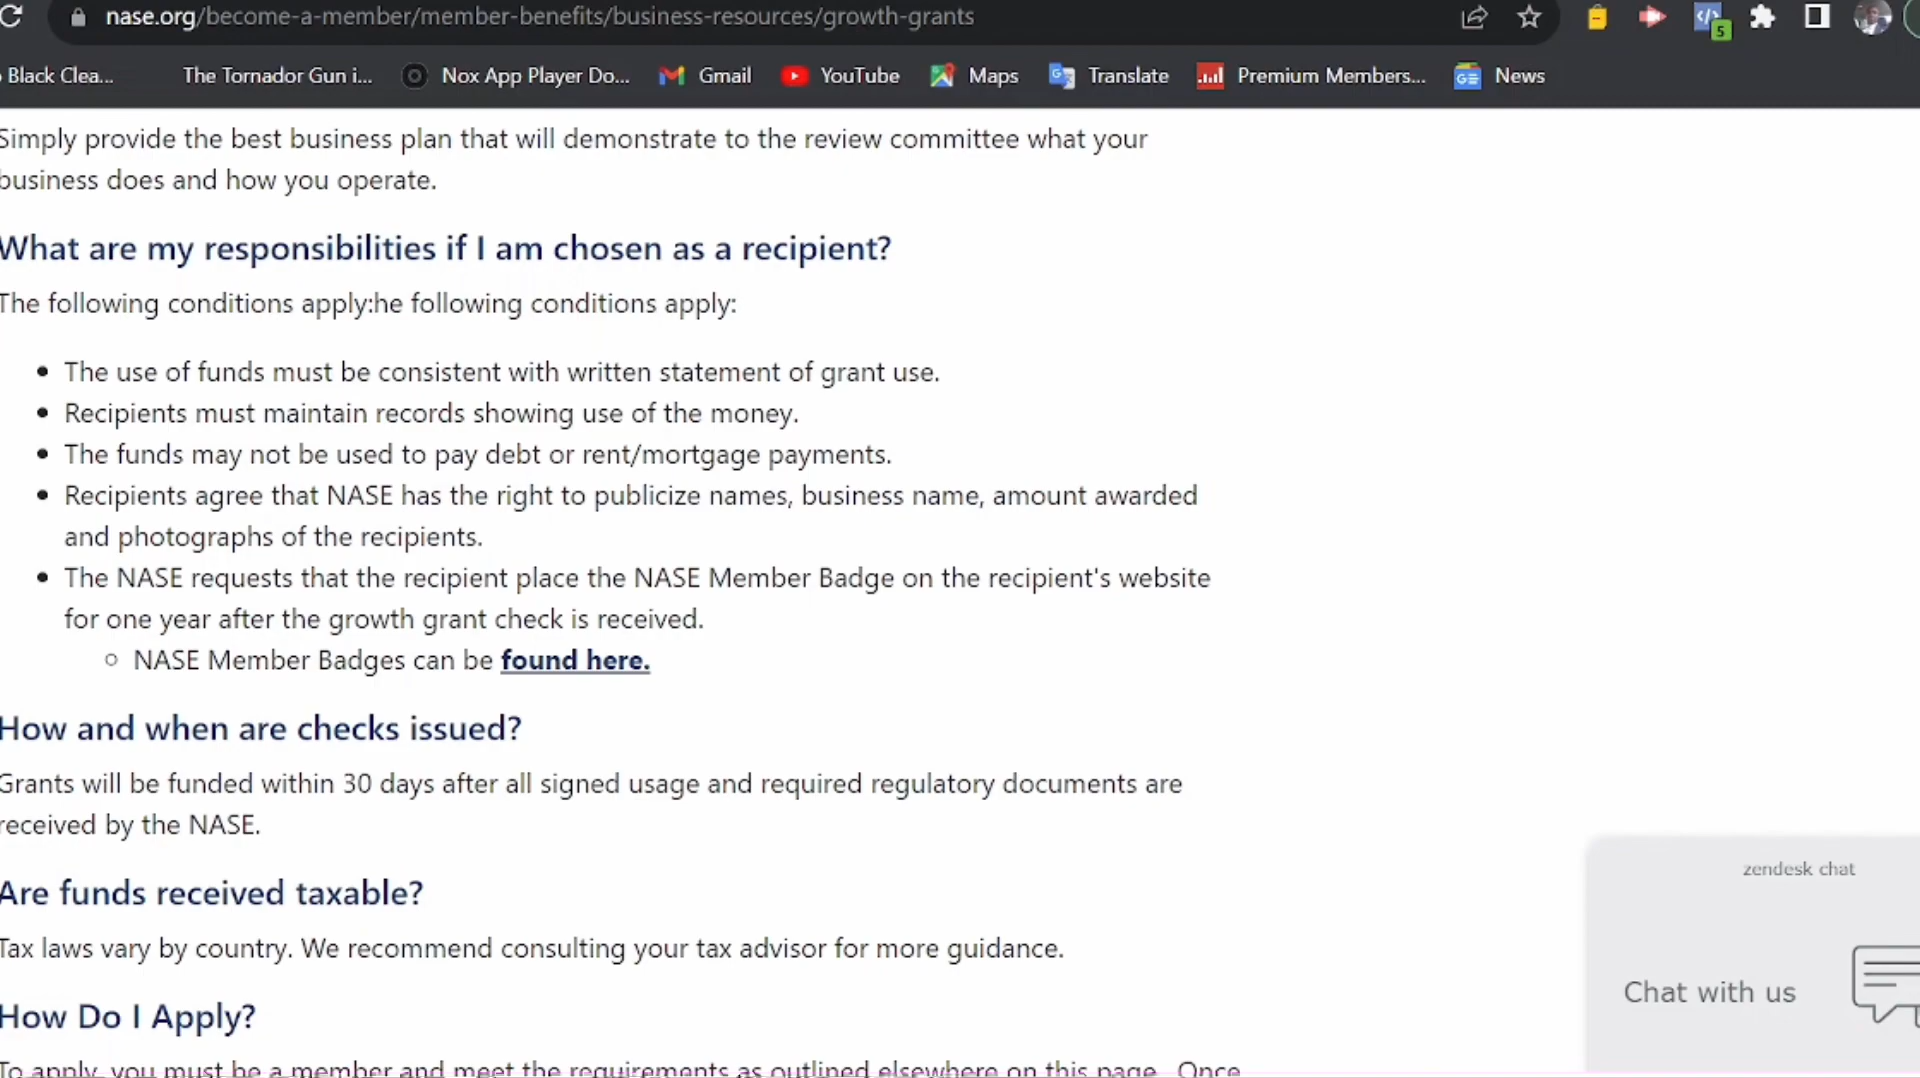 nase.org/become-a-member/member-benefits/business-resources/growth-grants
5
Black Clea... The Tornador Gun i... Nox App Player Do... Gmail YouTube Maps Translate Premium Members... News
Simply provide the best business plan that will demonstrate to the review committee what your
business does and how you operate.
What are my responsibilities if I am chosen as a recipient?
The following conditions apply:he following conditions apply:
• The use of funds must be consistent with written statement of grant use.
• Recipients must maintain records showing use of the money.
• The funds may not be used to pay debt or rent/mortgage payments.
• Recipients agree that NASE has the right to publicize names, business name, amount awarded
and photographs of the recipients.
• The NASE requests that the recipient place the NASE Member Badge on the recipient's website
for one year after the growth grant check is received.
○ NASE Member Badges can be found here.
How and when are checks issued?
Grants will be funded within 30 days after all signed usage and required regulatory documents are
received by the NASE.
Are funds received taxable?
Tax laws vary by country. We recommend consulting your tax advisor for more guidance.
How Do I Apply?
To apply, you must be a member and meet the requirements as outlined elsewhere on this page. Once
zendesk chat
Chat with us